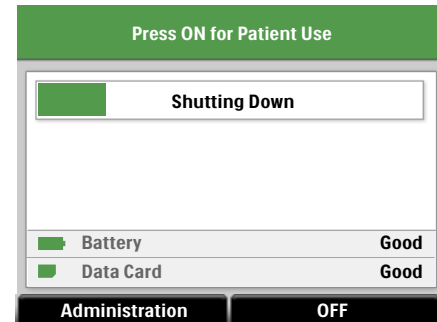 Press ON for Patient Use
Shutting Down
Battery Good
Data Card Good
Administration OFF